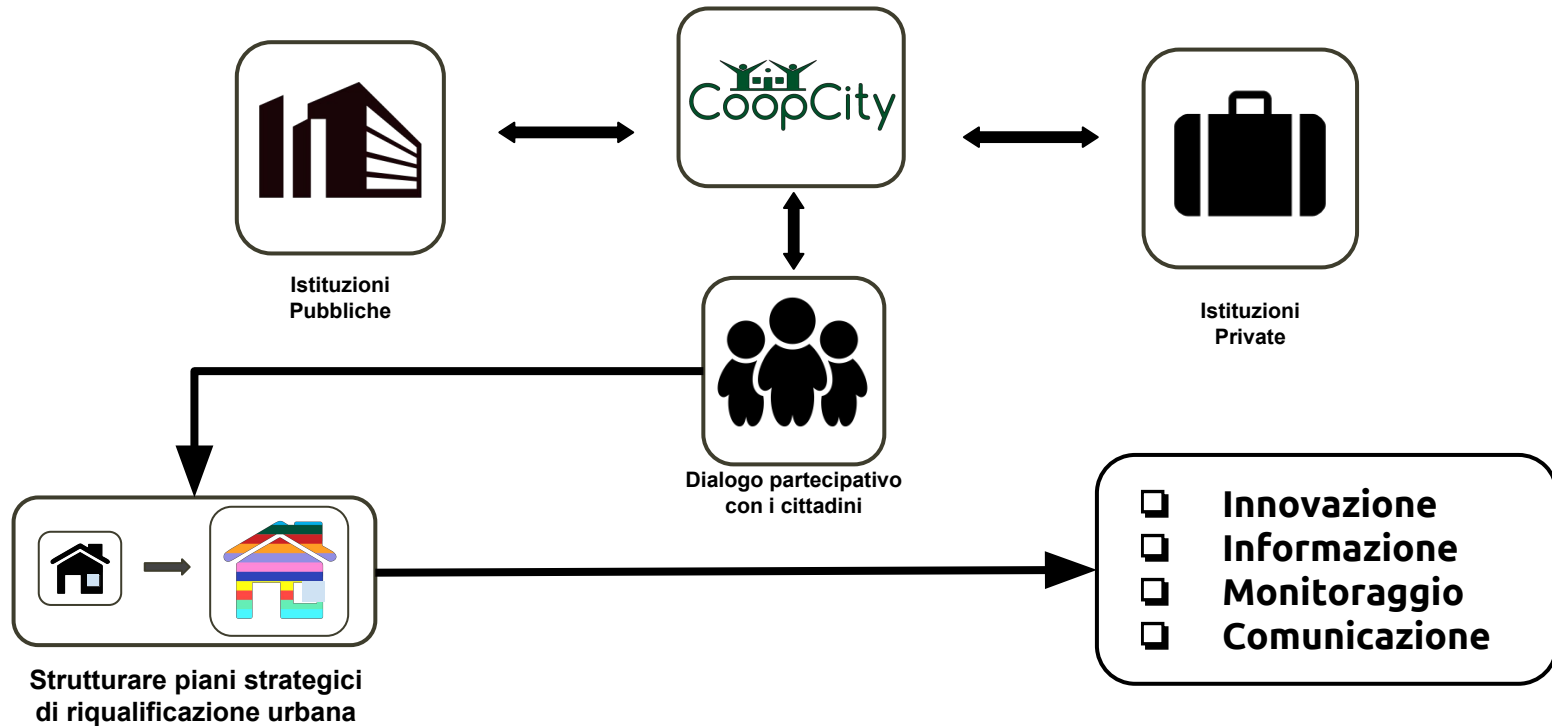 CoopCity
Istituzioni
Pubbliche
Istituzioni
Private
Dialogo partecipativo
con i cittadini
Strutturare piani strategici
di riqualificazione urbana
Innovazione
Informazione
Monitoraggio
Comunicazione